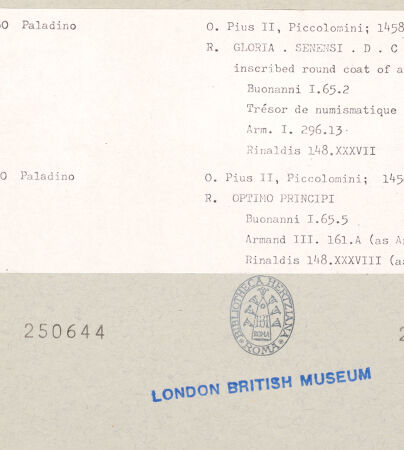 0 Paladino O. Pius II, Piccolomini; 1458
R. GLORIA . SENENSI . D . C
inscribed round coat of a
Buonanni I.65.2
Trésor de numismatique
Arm. I. 296.13
Rinaldis 148.XXXVII
0 Paladino O. Pius II, Piccolomini; 145
R. OPTIMO PRINCIPI
Buonanni I.65.5
Armand III. 161.A (as A
Rinaldis 148.XXXVIII (as
250644
BIBLIOTHECA HERTZIANA
ROMA
LONDON BRITISH MUSEUM